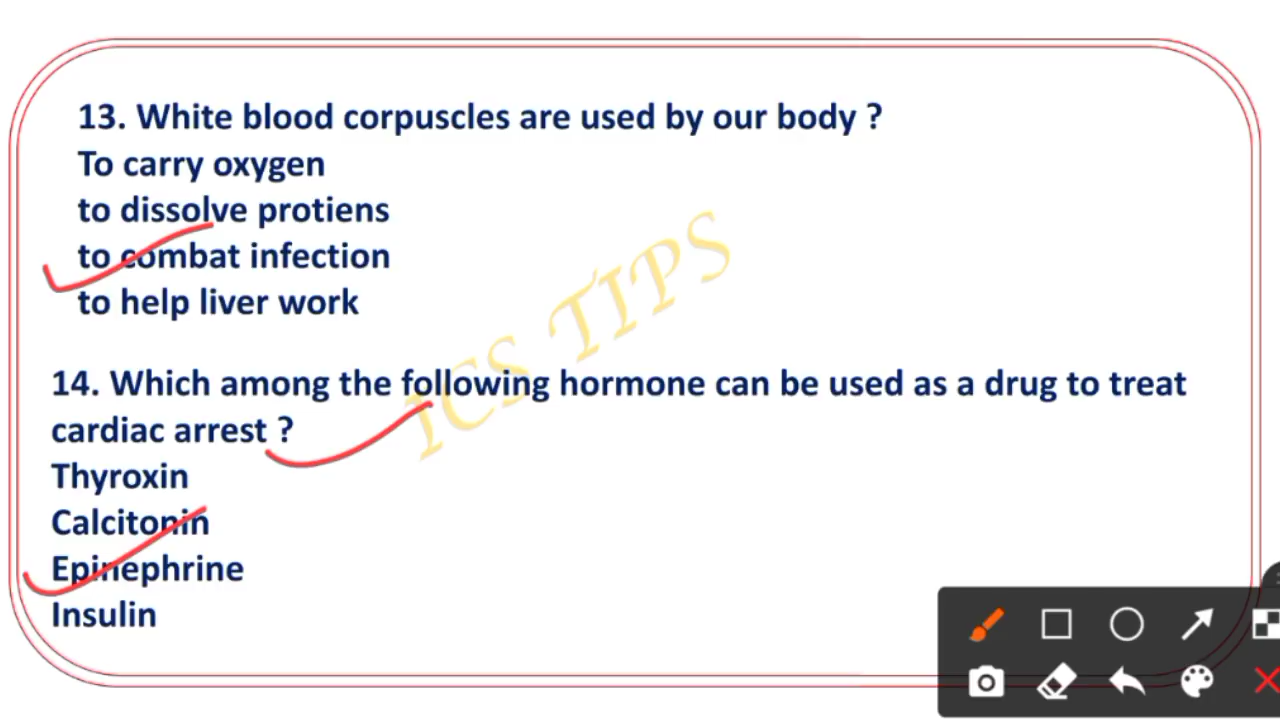 13. White blood corpuscles are used by our body ?
To carry oxygen
to dissolve protiens
to combat infection
to help liver work
ICS TIPS
14. Which among the following hormone can be used as a drug to treat
cardiac arrest ?
Thyroxin
Calcitonin
Epinephrine
Insulin